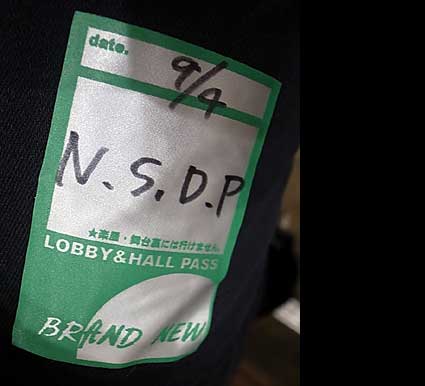 date.
9/4
N.S.D.P
★楽屋・舞台裏には行けません。
LOBBY&HALL PASS
BRAND NEW